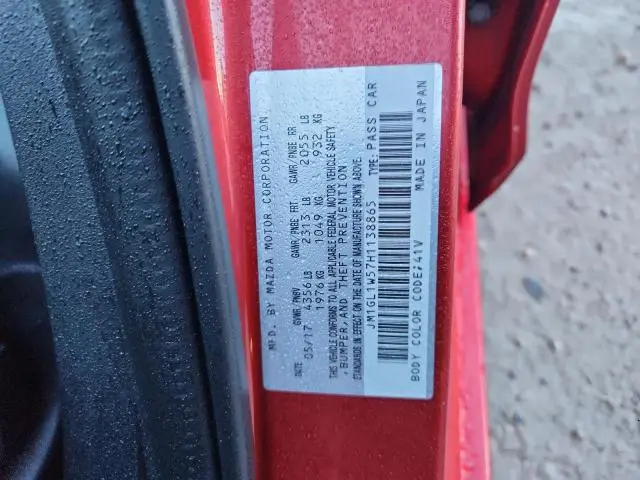 MFD. BY MAZDA MOTOR CORPORATION
DATE GVWR/PNBV GAWR/PNBE FRT. GAWR/PNBE RR
05/17 4356 LB 2313 LB 2055 LB
1976 KG 1049 KG 932 KG
THIS VEHICLE CONFORMS TO ALL APPLICABLE FEDERAL MOTOR VEHICLE SAFETY
, BUMPER, AND THEFT PREVENTION
STANDARDS IN EFFECT ON THE DATE OF MANUFACTURE SHOWN ABOVE.
JM1GL1W57H1138865 TYPE: PASS CAR
BODY COLOR CODE:41V MADE IN JAPAN